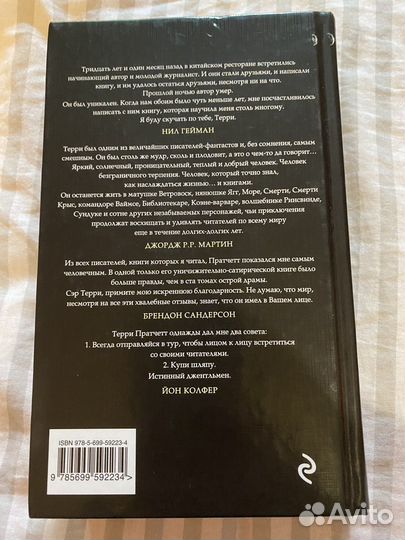 Тридцать лет и один месяц назад в китайском ресторане встретились
начинающий автор и молодой журналист. И они стали друзьями, и написали
книгу, и им удалось остаться друзьями, несмотря ни на что.
Прошлой ночью автор умер.
Он был уникален. Когда нам обоим было чуть меньше лет, мне посчастливилось
написать с ним книгу, которая научила меня столь многому.
Я буду скучать по тебе, Терри.
НИЛ ГЕЙМАН
Терри был одним из величайших писателей-фантастов и, без сомнения, самым
смешным. Он был столь же мудр, сколь и плодовит, а это о чем-то да говорит...
Яркий, солнечный, проницательный, теплый и добрый человек. Человек
безграничного терпения. Человек, который точно знал,
как наслаждаться жизнью... и книгами.
Он останется жить в матушке Ветровоск, нянюшке Ягг, Море, Смерти, Смерти
Крыс, командоре Ваймсе, Библиотекаре, Коэне-варваре, волшебнике Ринсвинде,
Сундуке и сотне других незабываемых персонажей, чьи приключения
продолжат восхищать и удивлять читателей по всему миру
еще в течение долгих-долгих лет.
ДЖОРДЖ Р.Р. МАРТИН
Из всех писателей, книги которых я читал, Пратчетт показался мне самым
человечным. В одной только его уничижительно-сатирической книге было
больше правды, чем в ста томах острой драмы.
Сэр Терри, примите мою искреннюю благодарность. Не думаю, что мир,
несмотря на все эти хвалебные отзывы, знает, что он имел в Вашем лице.
БРЕНДОН САНДЕРСОН
Терри Пратчетт однажды дал мне два совета:
1. Всегда отправляйся в тур, чтобы лицом к лицу встретиться
со своими читателями.
2. Купи шляпу.
Истинный джентльмен.
ЙОН КОЛФЕР
ISBN 978-5-699-59223-4
9 785699 592234 >
Avito